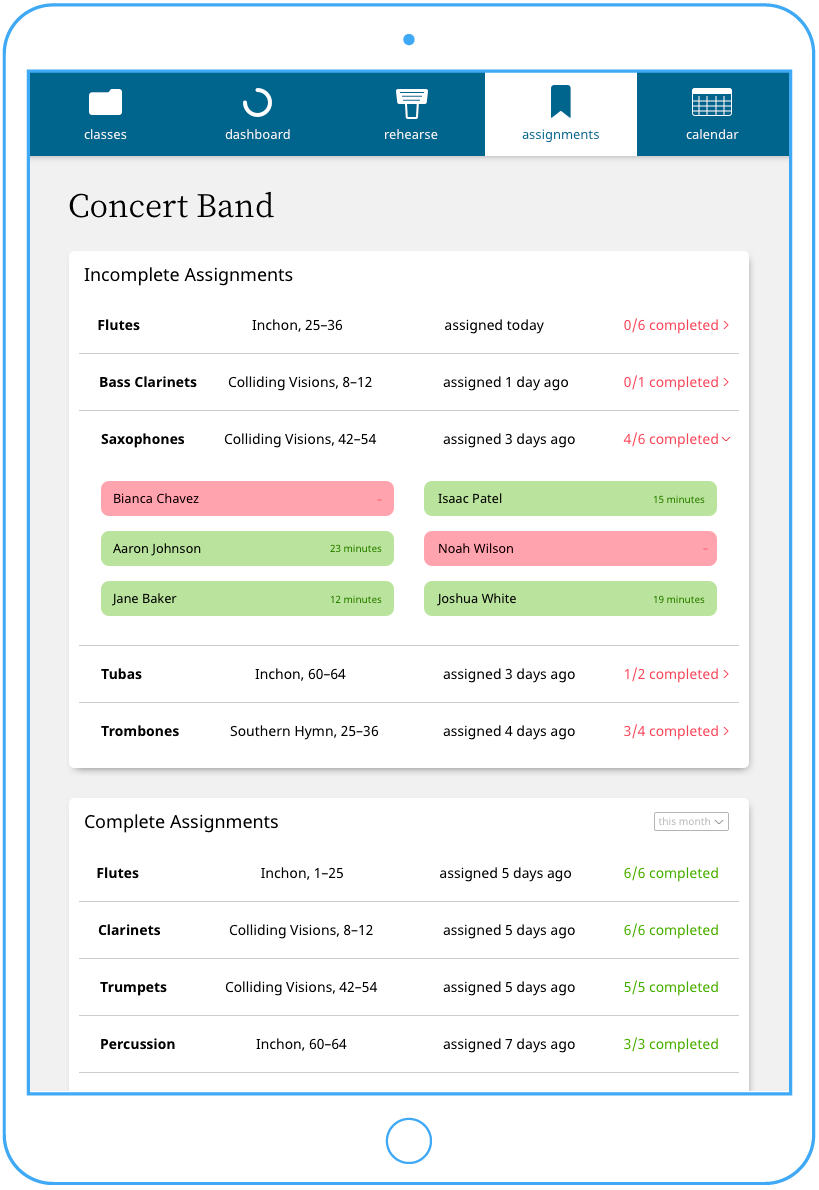 classes dashboard rehearse assignments calendar
Concert Band
Incomplete Assignments
Flutes Inchon, 25–36 assigned today 0/6 completed
Bass Clarinets Colliding Visions, 8–12 assigned 1 day ago 0/1 completed
Saxophones Colliding Visions, 42–54 assigned 3 days ago 4/6 completed
Bianca Chavez – Isaac Patel 15 minutes
Aaron Johnson 23 minutes Noah Wilson –
Jane Baker 12 minutes Joshua White 19 minutes
Tubas Inchon, 60–64 assigned 3 days ago 1/2 completed
Trombones Southern Hymn, 25–36 assigned 4 days ago 3/4 completed
Complete Assignments this month
Flutes Inchon, 1–25 assigned 5 days ago 6/6 completed
Clarinets Colliding Visions, 8–12 assigned 5 days ago 6/6 completed
Trumpets Colliding Visions, 42–54 assigned 5 days ago 5/5 completed
Percussion Inchon, 60–64 assigned 7 days ago 3/3 completed